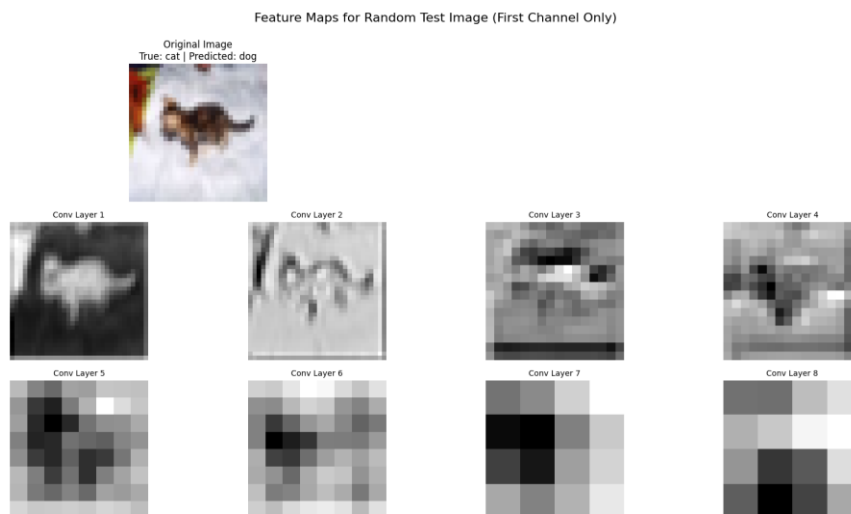 Feature Maps for Random Test Image (First Channel Only)
Original Image
True: cat | Predicted: dog
Conv Layer 1
Conv Layer 2
Conv Layer 3
Conv Layer 4
Conv Layer 5
Conv Layer 6
Conv Layer 7
Conv Layer 8